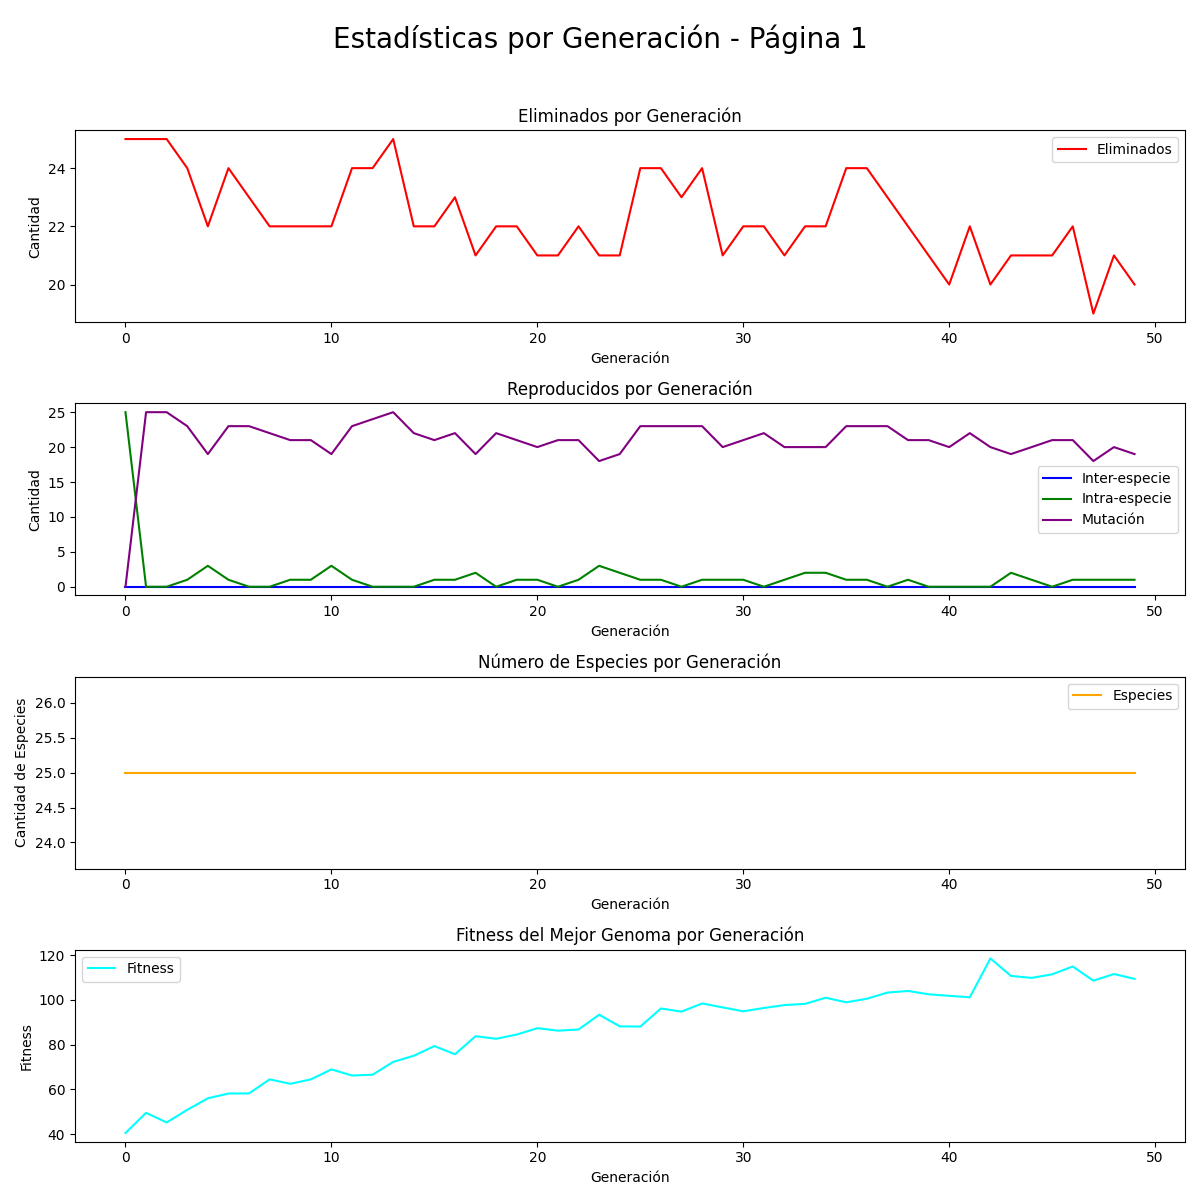 Estadísticas por Generación - Página 1
Eliminados por Generación
Eliminados
Cantidad
24
22
20
0 10 20 30 40 50
Generación
Reproducidos por Generación
Inter-especie
Intra-especie
Mutación
Cantidad
25
20
15
10
5
0
0 10 20 30 40 50
Generación
Número de Especies por Generación
Especies
Cantidad de Especies
26.0
25.5
25.0
24.5
24.0
0 10 20 30 40 50
Generación
Fitness del Mejor Genoma por Generación
Fitness
Fitness
120
100
80
60
40
0 10 20 30 40 50
Generación